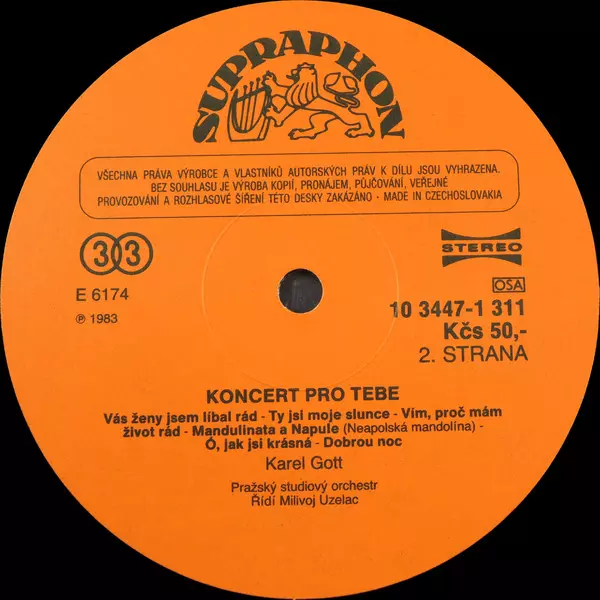 SUPRAPHON
VŠECHNA PRÁVA VÝROBCE A VLASTNÍKŮ AUTORSKÝCH PRÁV K DÍLU JSOU VYHRAZENA.
BEZ SOUHLASU JE VÝROBA KOPIÍ, PRONÁJEM, PŮJČOVÁNÍ, VEŘEJNÉ
PROVOZOVÁNÍ A ROZHLASOVÉ ŠÍŘENÍ TÉTO DESKY ZAKÁZÁNO - MADE IN CZECHOSLOVAKIA
33
STEREO
E 6174
OSA
℗ 1983
10 3447-1 311
Kčs 50,-
2. STRANA
KONCERT PRO TEBE
Vás ženy jsem líbal rád - Ty jsi moje slunce - Vím, proč mám
život rád - Mandulinata a Napule (Neapolská mandolína) -
Ó, jak jsi krásná - Dobrou noc
Karel Gott
Pražský studiový orchestr
Řídí Milivoj Uzelac